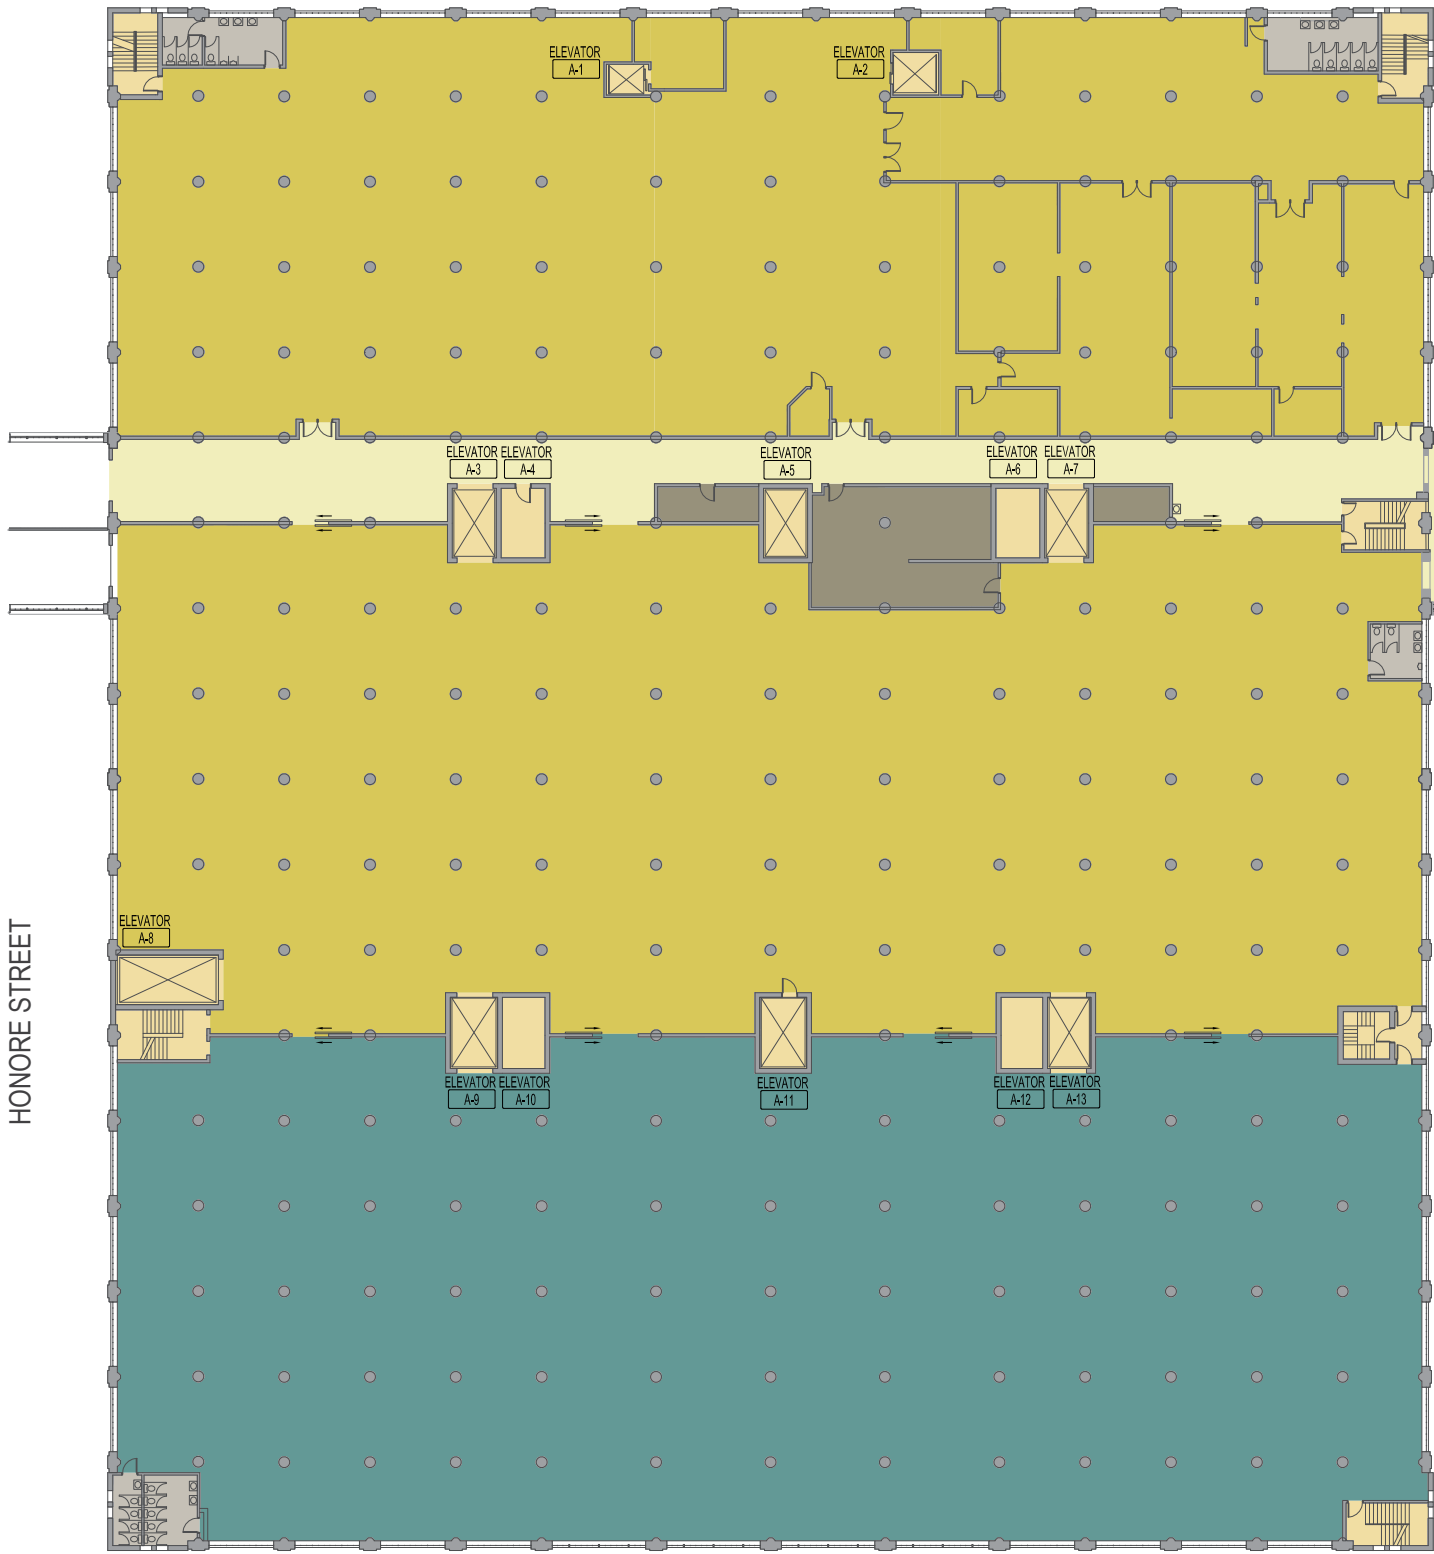 ELEVATOR
A-1
ELEVATOR
A-2
ELEVATOR
A-3
ELEVATOR
A-4
ELEVATOR
A-5
ELEVATOR
A-6
ELEVATOR
A-7
ELEVATOR
A-8
HONORE STREET
ELEVATOR
A-9
ELEVATOR
A-10
ELEVATOR
A-11
ELEVATOR
A-12
ELEVATOR
A-13